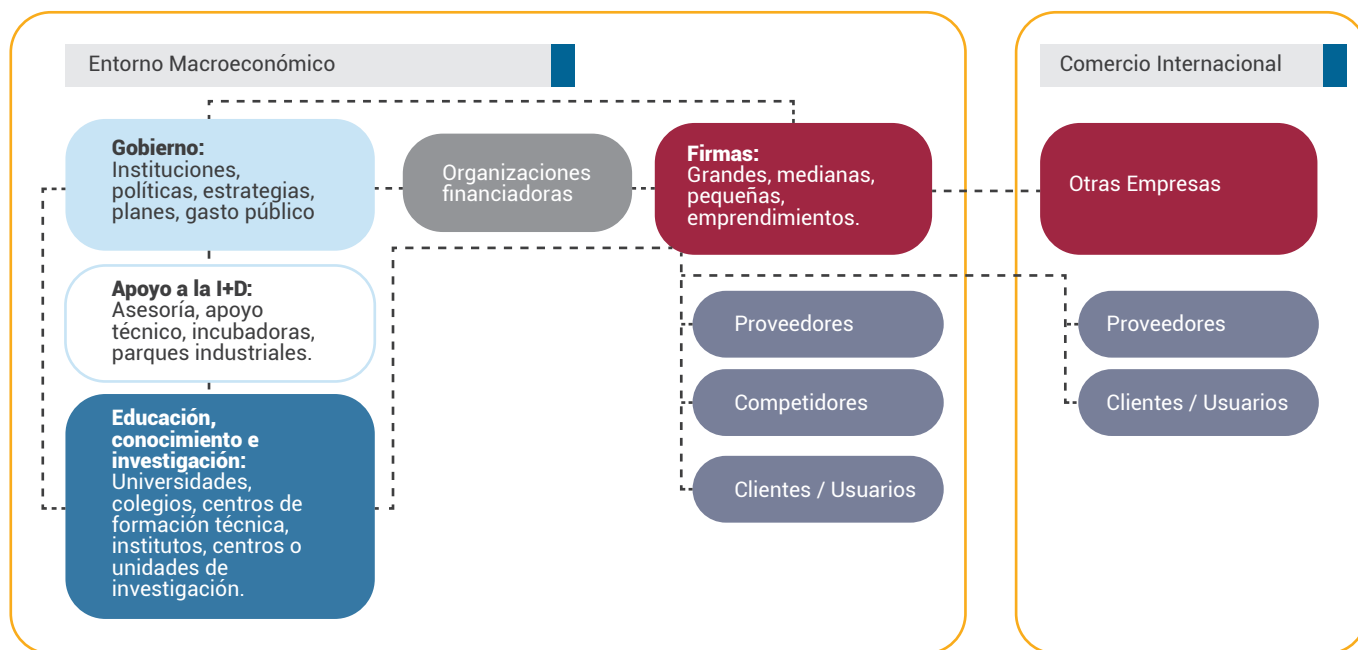 Entorno Macroeconómico
Comercio Internacional
Gobierno:
Instituciones,
políticas, estrategias,
planes, gasto público
Organizaciones
financiadoras
Firmas:
Grandes, medianas,
pequeñas,
emprendimientos.
Otras Empresas
Apoyo a la I+D:
Asesoría, apoyo
técnico, incubadoras,
parques industriales.
Proveedores
Competidores
Clientes / Usuarios
Proveedores
Clientes / Usuarios
Educación,
conocimiento e
investigación:
Universidades,
colegios, centros de
formación técnica,
institutos, centros o
unidades de
investigación.